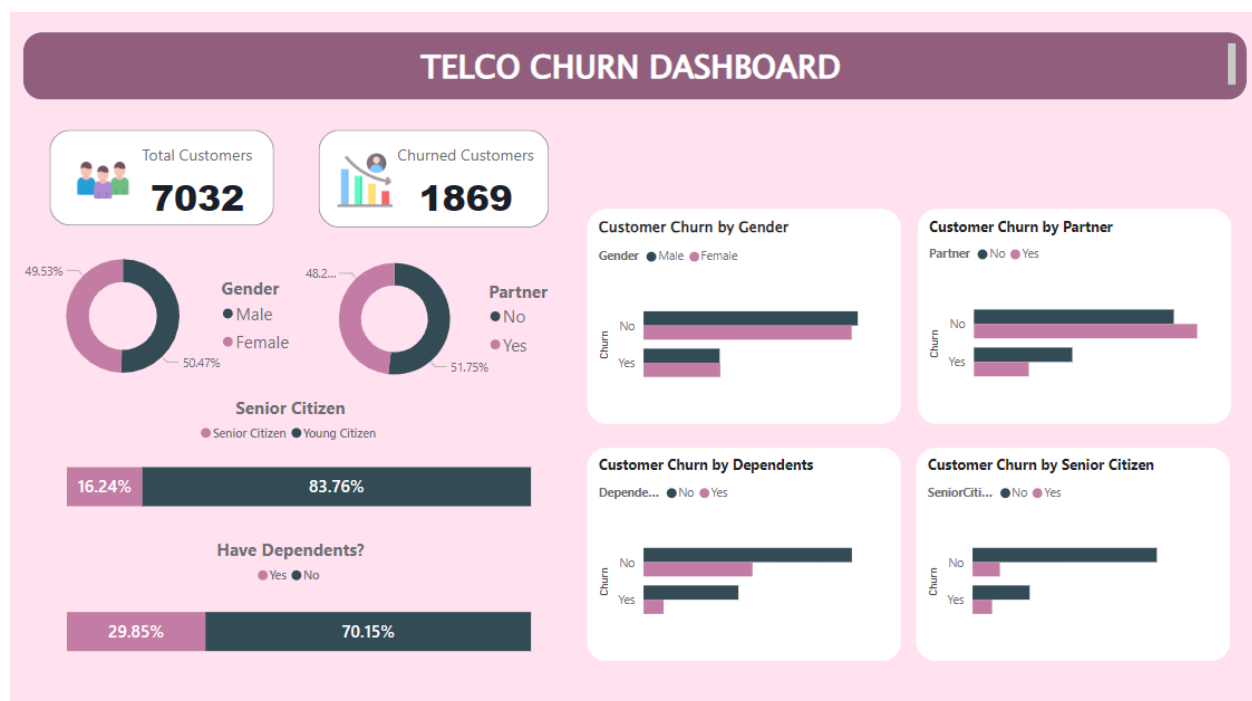 TELCO CHURN DASHBOARD
Total Customers
7032
Churned Customers
1869
49.53%
50.47%
Gender
Male
Female
48.2...
51.75%
Partner
No
Yes
Senior Citizen
Senior Citizen Young Citizen
16.24% 83.76%
Have Dependents?
Yes No
29.85% 70.15%
Customer Churn by Gender
Gender Male Female
Churn
No
Yes
Customer Churn by Partner
Partner No Yes
Churn
No
Yes
Customer Churn by Dependents
Depende... No Yes
Churn
No
Yes
Customer Churn by Senior Citizen
SeniorCiti... No Yes
Churn
No
Yes